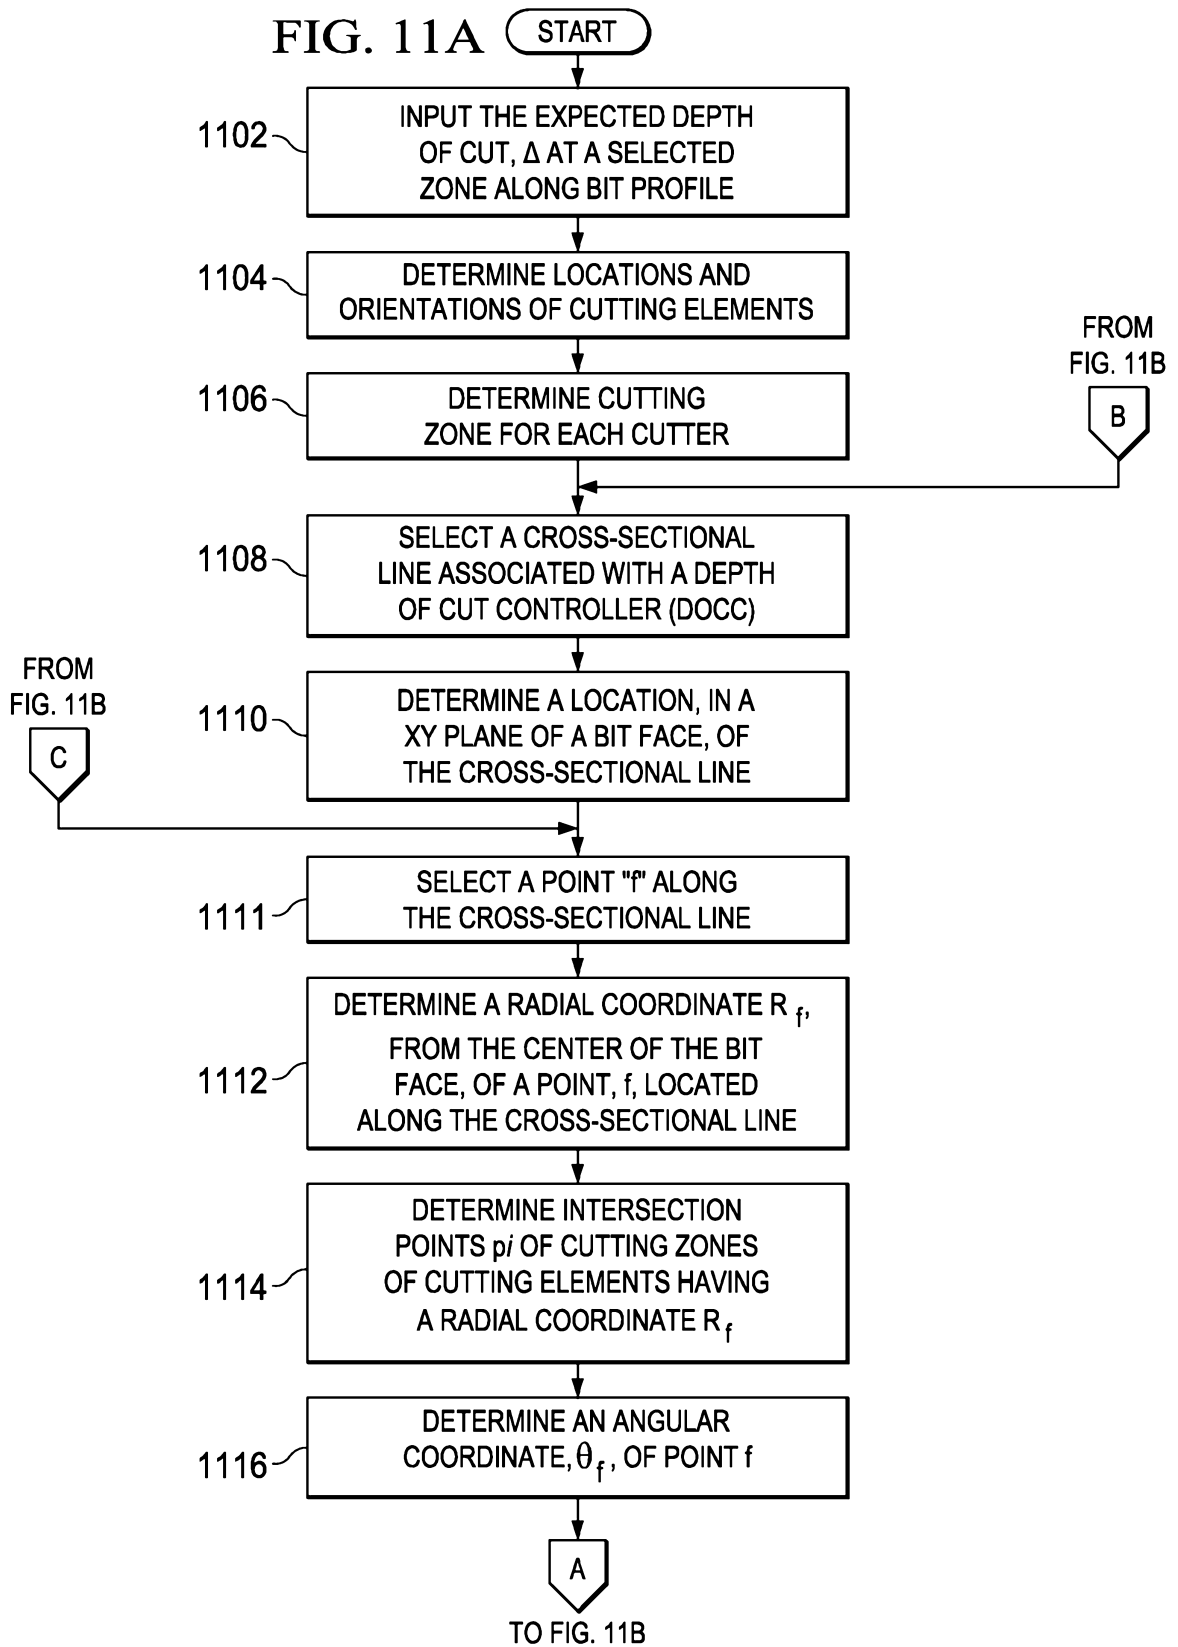 FIG. 11A
START
1102
INPUT THE EXPECTED DEPTH
OF CUT, Δ AT A SELECTED
ZONE ALONG BIT PROFILE
1104
DETERMINE LOCATIONS AND
ORIENTATIONS OF CUTTING ELEMENTS
FROM
FIG. 11B
B
1106
DETERMINE CUTTING
ZONE FOR EACH CUTTER
1108
SELECT A CROSS-SECTIONAL
LINE ASSOCIATED WITH A DEPTH
OF CUT CONTROLLER (DOCC)
FROM
FIG. 11B
C
1110
DETERMINE A LOCATION, IN A
XY PLANE OF A BIT FACE, OF
THE CROSS-SECTIONAL LINE
1111
SELECT A POINT "f" ALONG
THE CROSS-SECTIONAL LINE
1112
DETERMINE A RADIAL COORDINATE R f,
FROM THE CENTER OF THE BIT
FACE, OF A POINT, f, LOCATED
ALONG THE CROSS-SECTIONAL LINE
1114
DETERMINE INTERSECTION
POINTS pi OF CUTTING ZONES
OF CUTTING ELEMENTS HAVING
A RADIAL COORDINATE R f
1116
DETERMINE AN ANGULAR
COORDINATE, θ f, OF POINT f
A
TO FIG. 11B